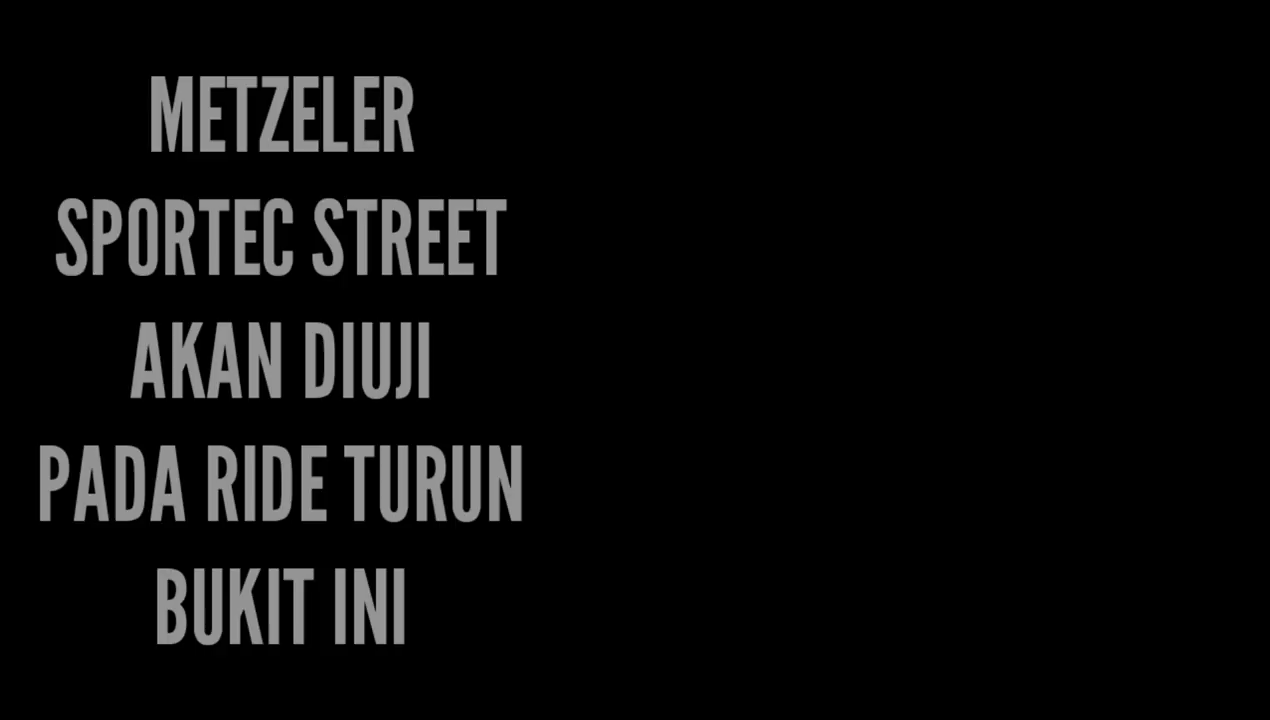 METZELER
SPORTEC STREET
AKAN DIUJI
PADA RIDE TURUN
BUKIT INI